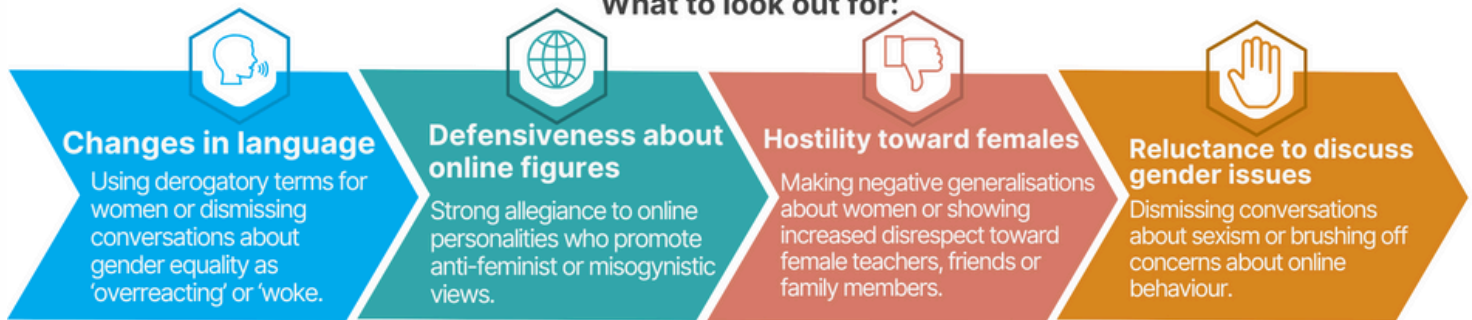 What to look out for:
Changes in language
Using derogatory terms for
women or dismissing
conversations about
gender equality as
‘overreacting’ or ‘woke.
Defensiveness about
online figures
Strong allegiance to online
personalities who promote
anti-feminist or misogynistic
views.
Hostility toward females
Making negative generalisations
about women or showing
increased disrespect toward
female teachers, friends or
family members.
Reluctance to discuss
gender issues
Dismissing conversations
about sexism or brushing off
concerns about online
behaviour.